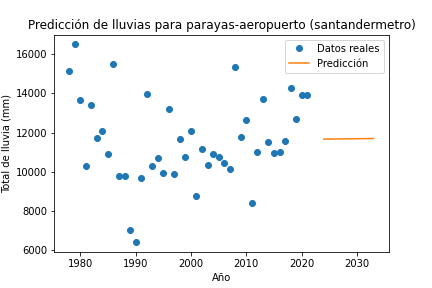 Predicción de lluvias para parayas-aeropuerto (santandermetro)
Datos reales
Predicción
16000
14000
12000
10000
8000
6000
Total de lluvia (mm)
1980 1990 2000 2010 2020 2030
Año